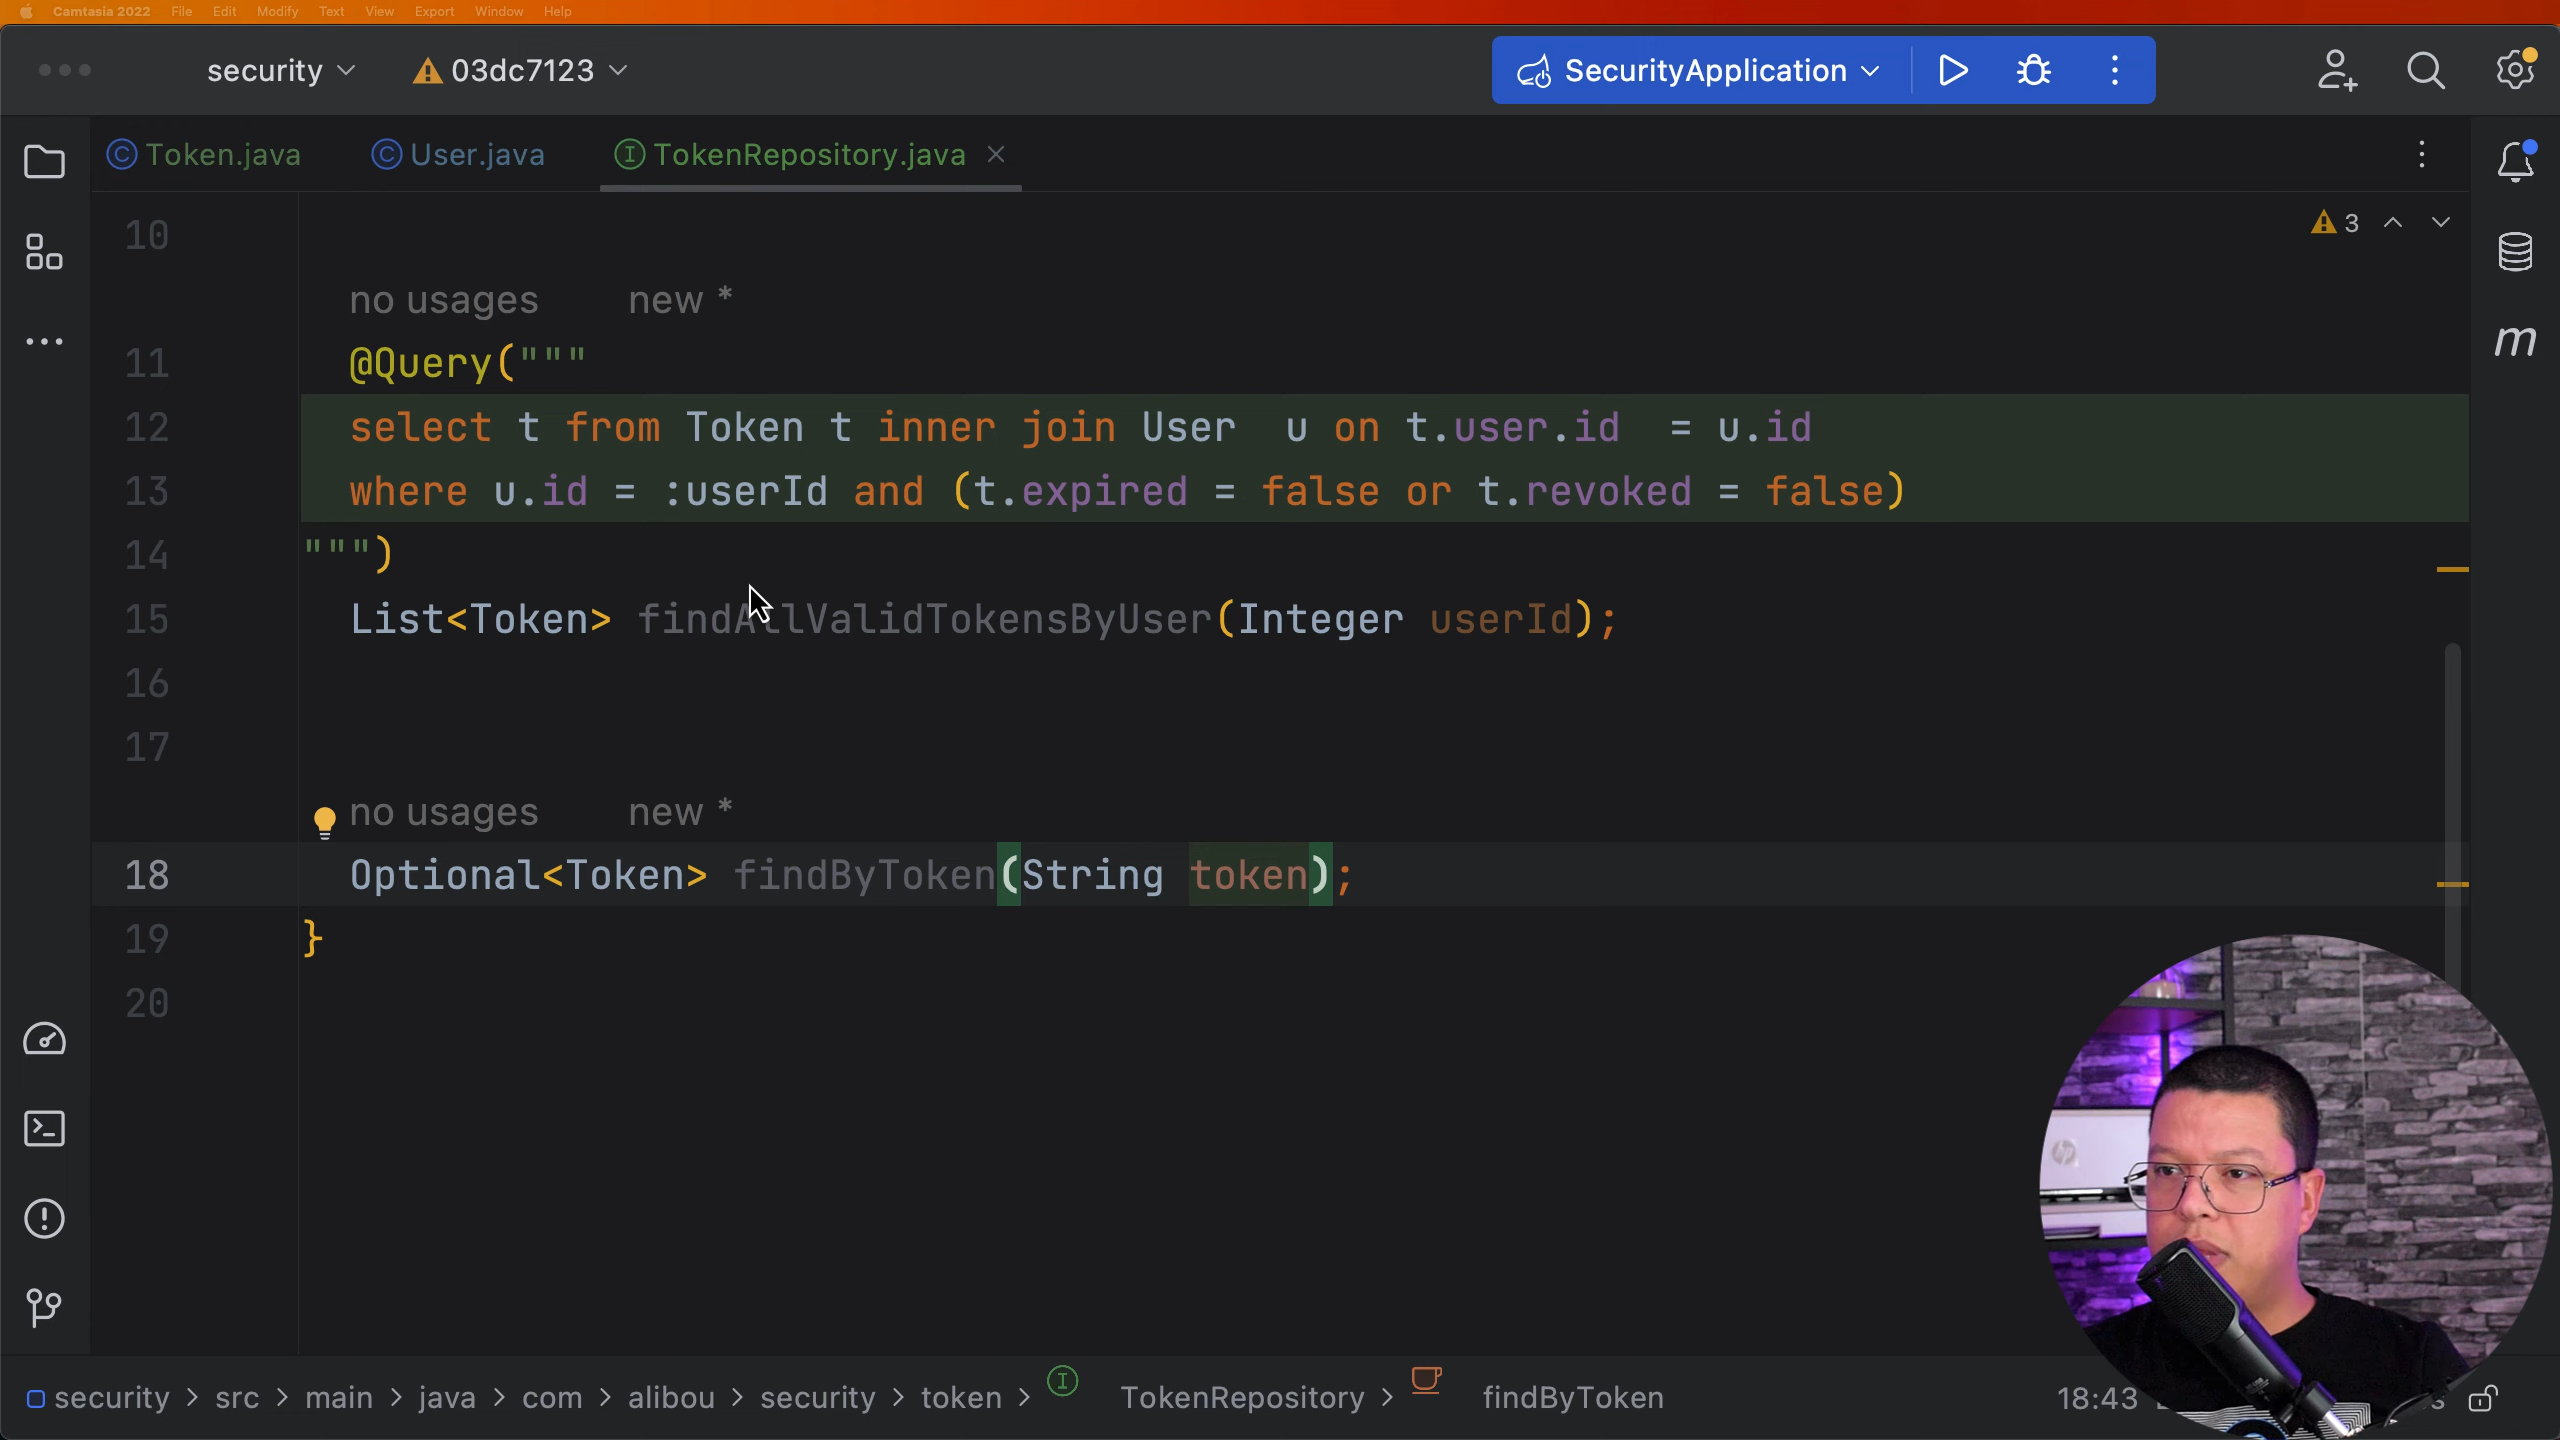 Camtasia 2022 File Edit Modify Text View Export Window Help
security 03dc7123 SecurityApplication
Token.java User.java TokenRepository.java
3
10
no usages new *
11 @Query("""
12 select t from Token t inner join User  u on t.user.id  = u.id
13 where u.id = :userId and (t.expired = false or t.revoked = false)
14 """)
15 List<Token> findAllValidTokensByUser(Integer userId);
16
17
no usages new *
18 Optional<Token> findByToken(String token);
19 }
20
m
hp
security > src > main > java > com > alibou > security > token > TokenRepository > findByToken 18:43